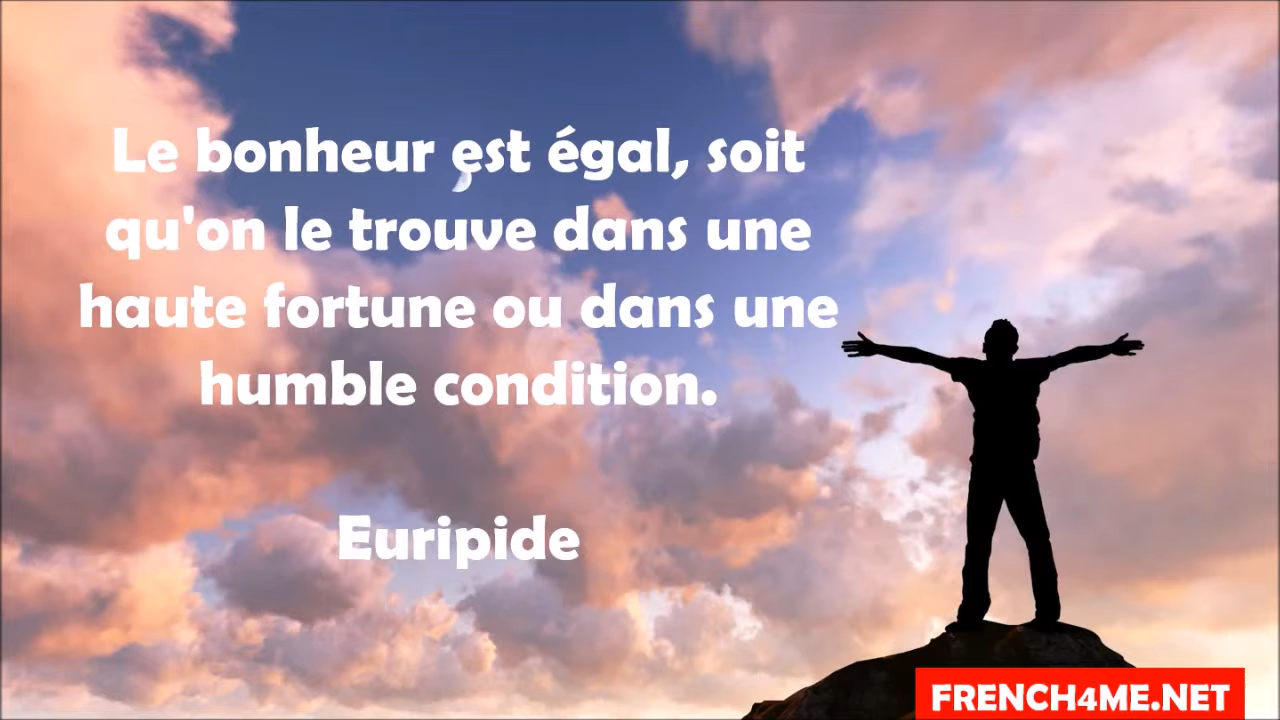 Le bonheur est égal, soit
qu'on le trouve dans une
haute fortune ou dans une
humble condition.
Euripide
FRENCH4ME.NET